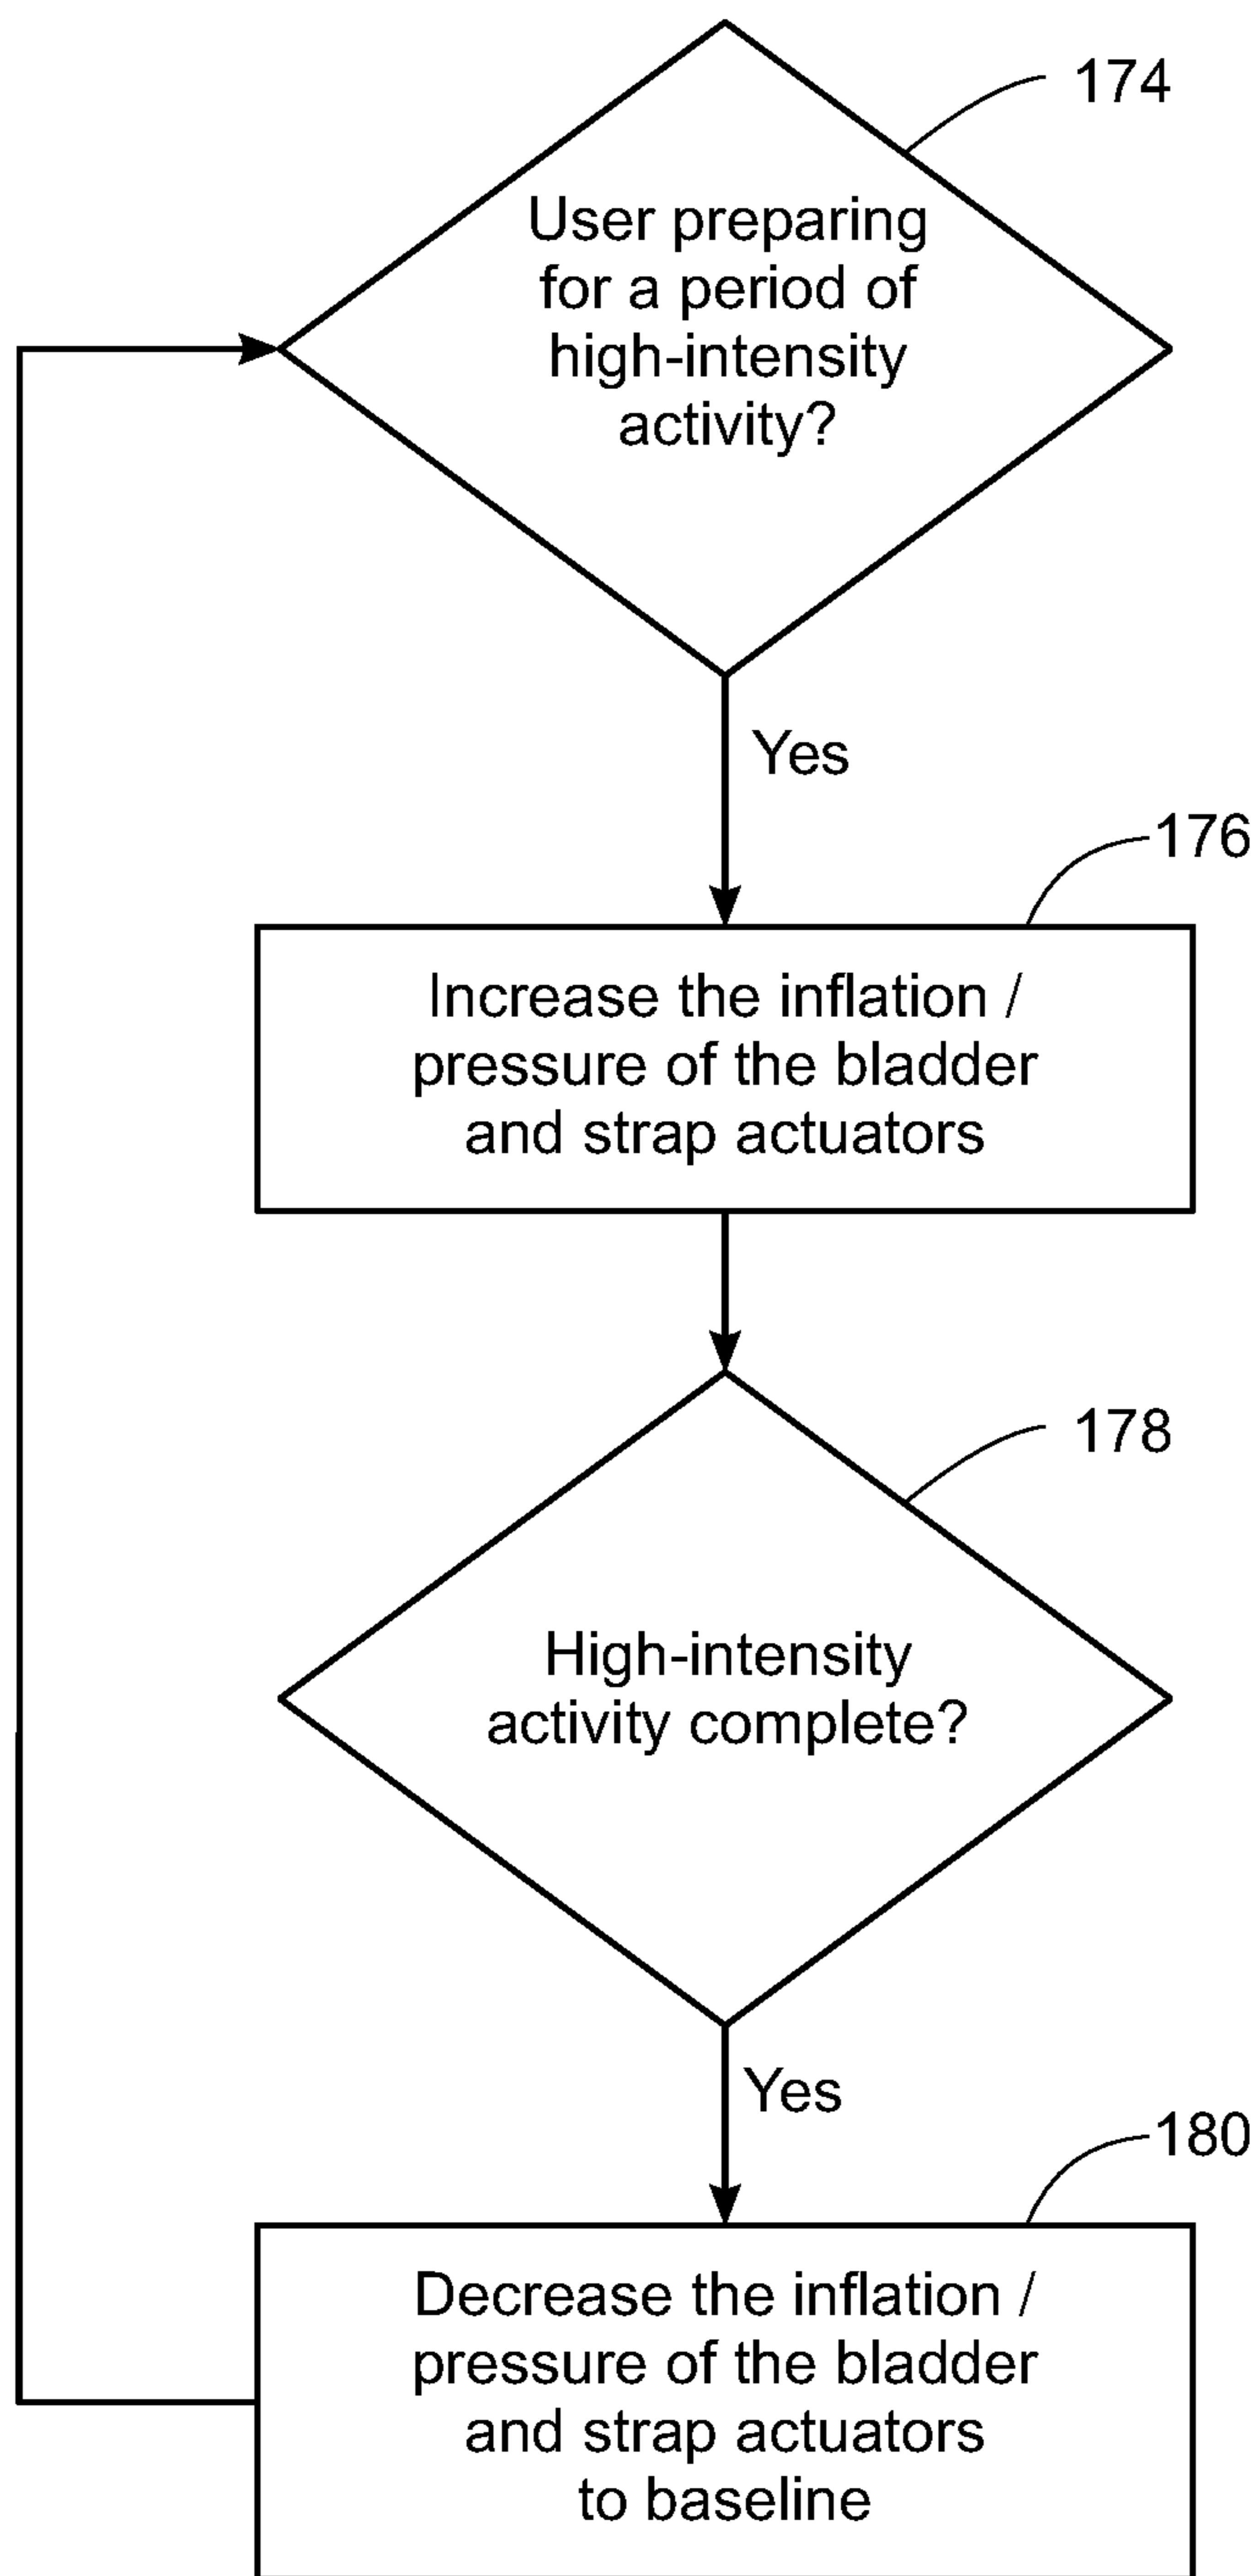 174
User preparing
for a period of
high-intensity
activity?
Yes
176
Increase the inflation /
pressure of the bladder
and strap actuators
178
High-intensity
activity complete?
Yes
180
Decrease the inflation /
pressure of the bladder
and strap actuators
to baseline